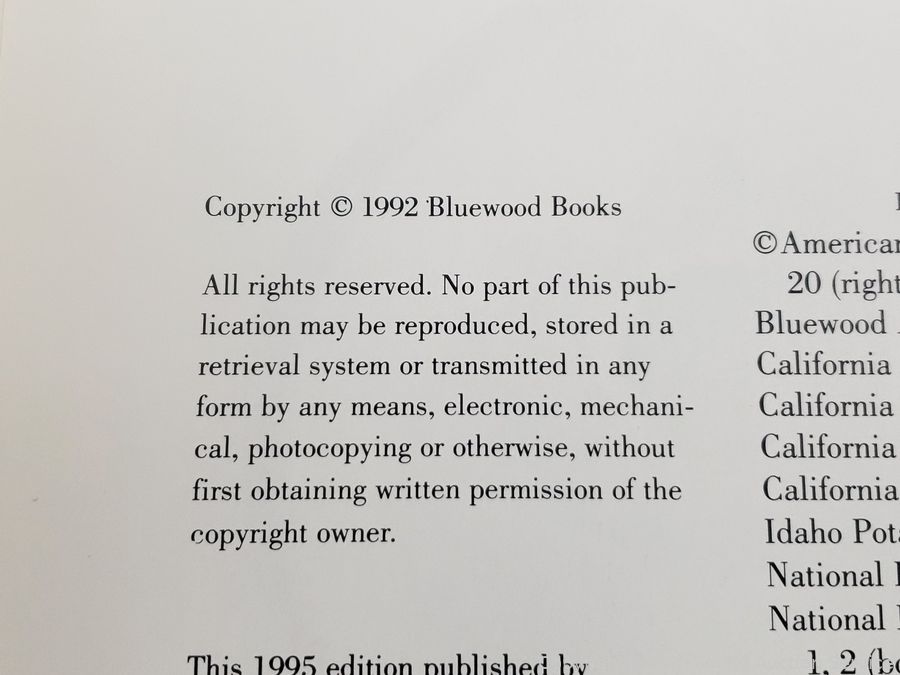 Copyright © 1992 Bluewood Books
All rights reserved. No part of this pub-
lication may be reproduced, stored in a
retrieval system or transmitted in any
form by any means, electronic, mechani-
cal, photocopying or otherwise, without
first obtaining written permission of the
copyright owner.
This 1995 edition published by
©American
20 (right
Bluewood
California
California
California
California
Idaho
National
National
1, 2